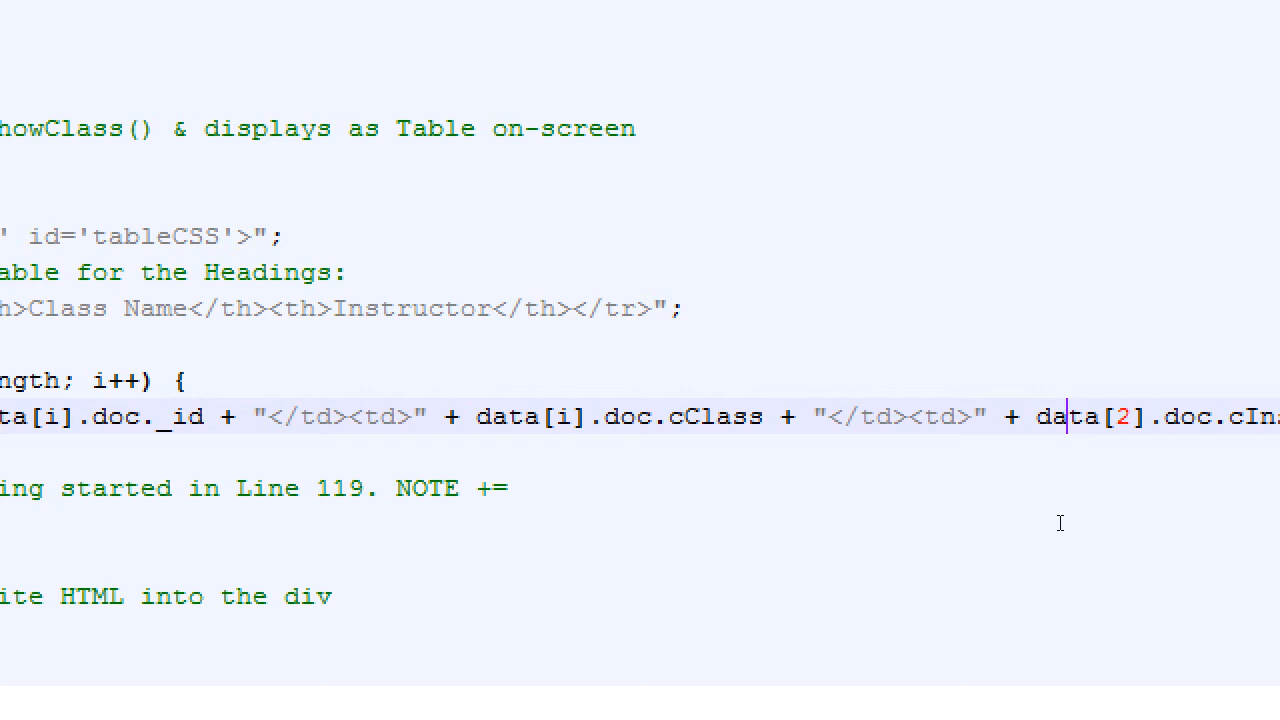 howClass() & displays as Table on-screen
' id='tableCSS'>";
able for the Headings:
h>Class Name</th><th>Instructor</th></tr>";
ngth; i++) {
ta[i].doc._id + "</td><td>" + data[i].doc.cClass + "</td><td>" + data[2].doc.cIn
ing started in Line 119. NOTE +=
ite HTML into the div